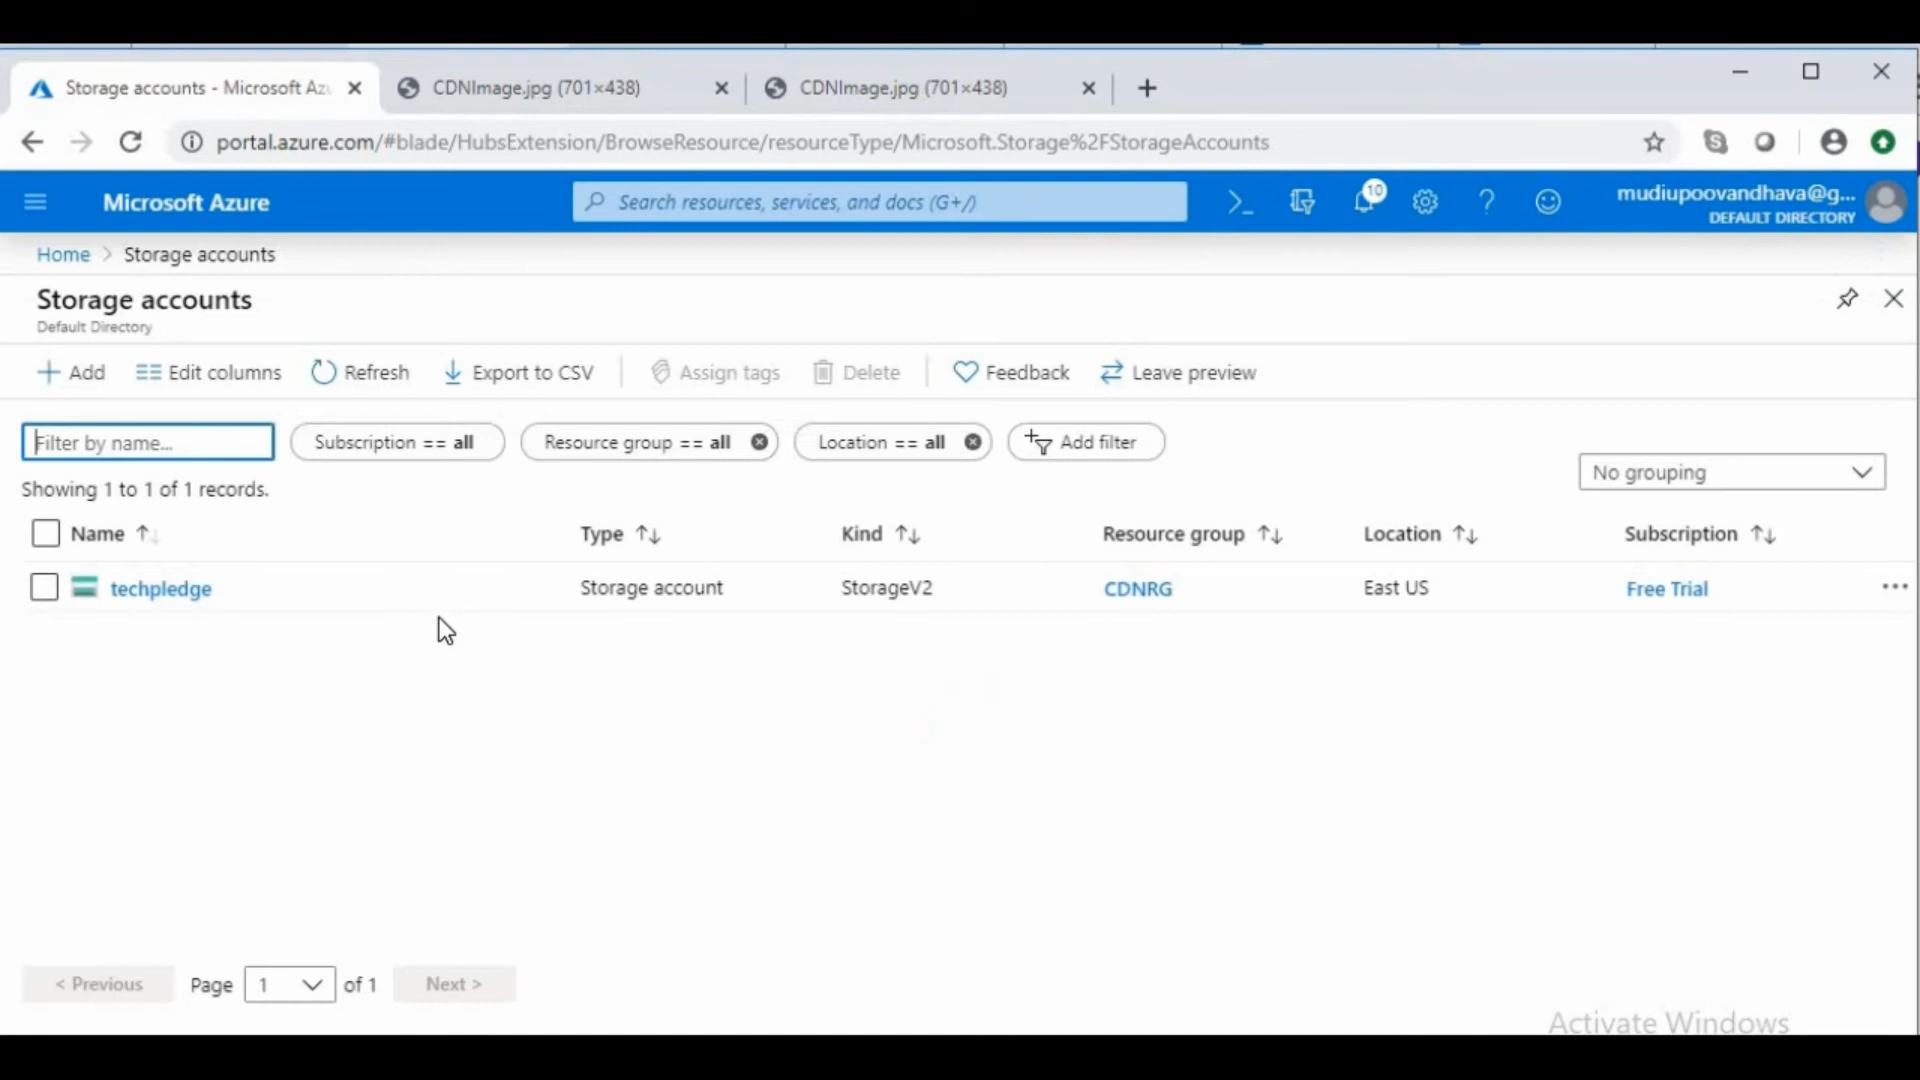 Storage accounts - Microsoft Az
CDNImage.jpg (701×438)
CDNImage.jpg (701×438)
portal.azure.com/#blade/HubsExtension/BrowseResource/resourceType/Microsoft.Storage%2FStorageAccounts
Microsoft Azure
Search resources, services, and docs (G+/)
10
mudiupoovandhava@g...
DEFAULT DIRECTORY
Home > Storage accounts
Storage accounts
Default Directory
Add
Edit columns
Refresh
Export to CSV
Assign tags
Delete
Feedback
Leave preview
Filter by name...
Subscription == all
Resource group == all
Location == all
Add filter
No grouping
Showing 1 to 1 of 1 records.
Name Type Kind Resource group Location Subscription
techpledge Storage account StorageV2 CDNRG East US Free Trial ...
< Previous Page 1 of 1 Next >
Activate Windows